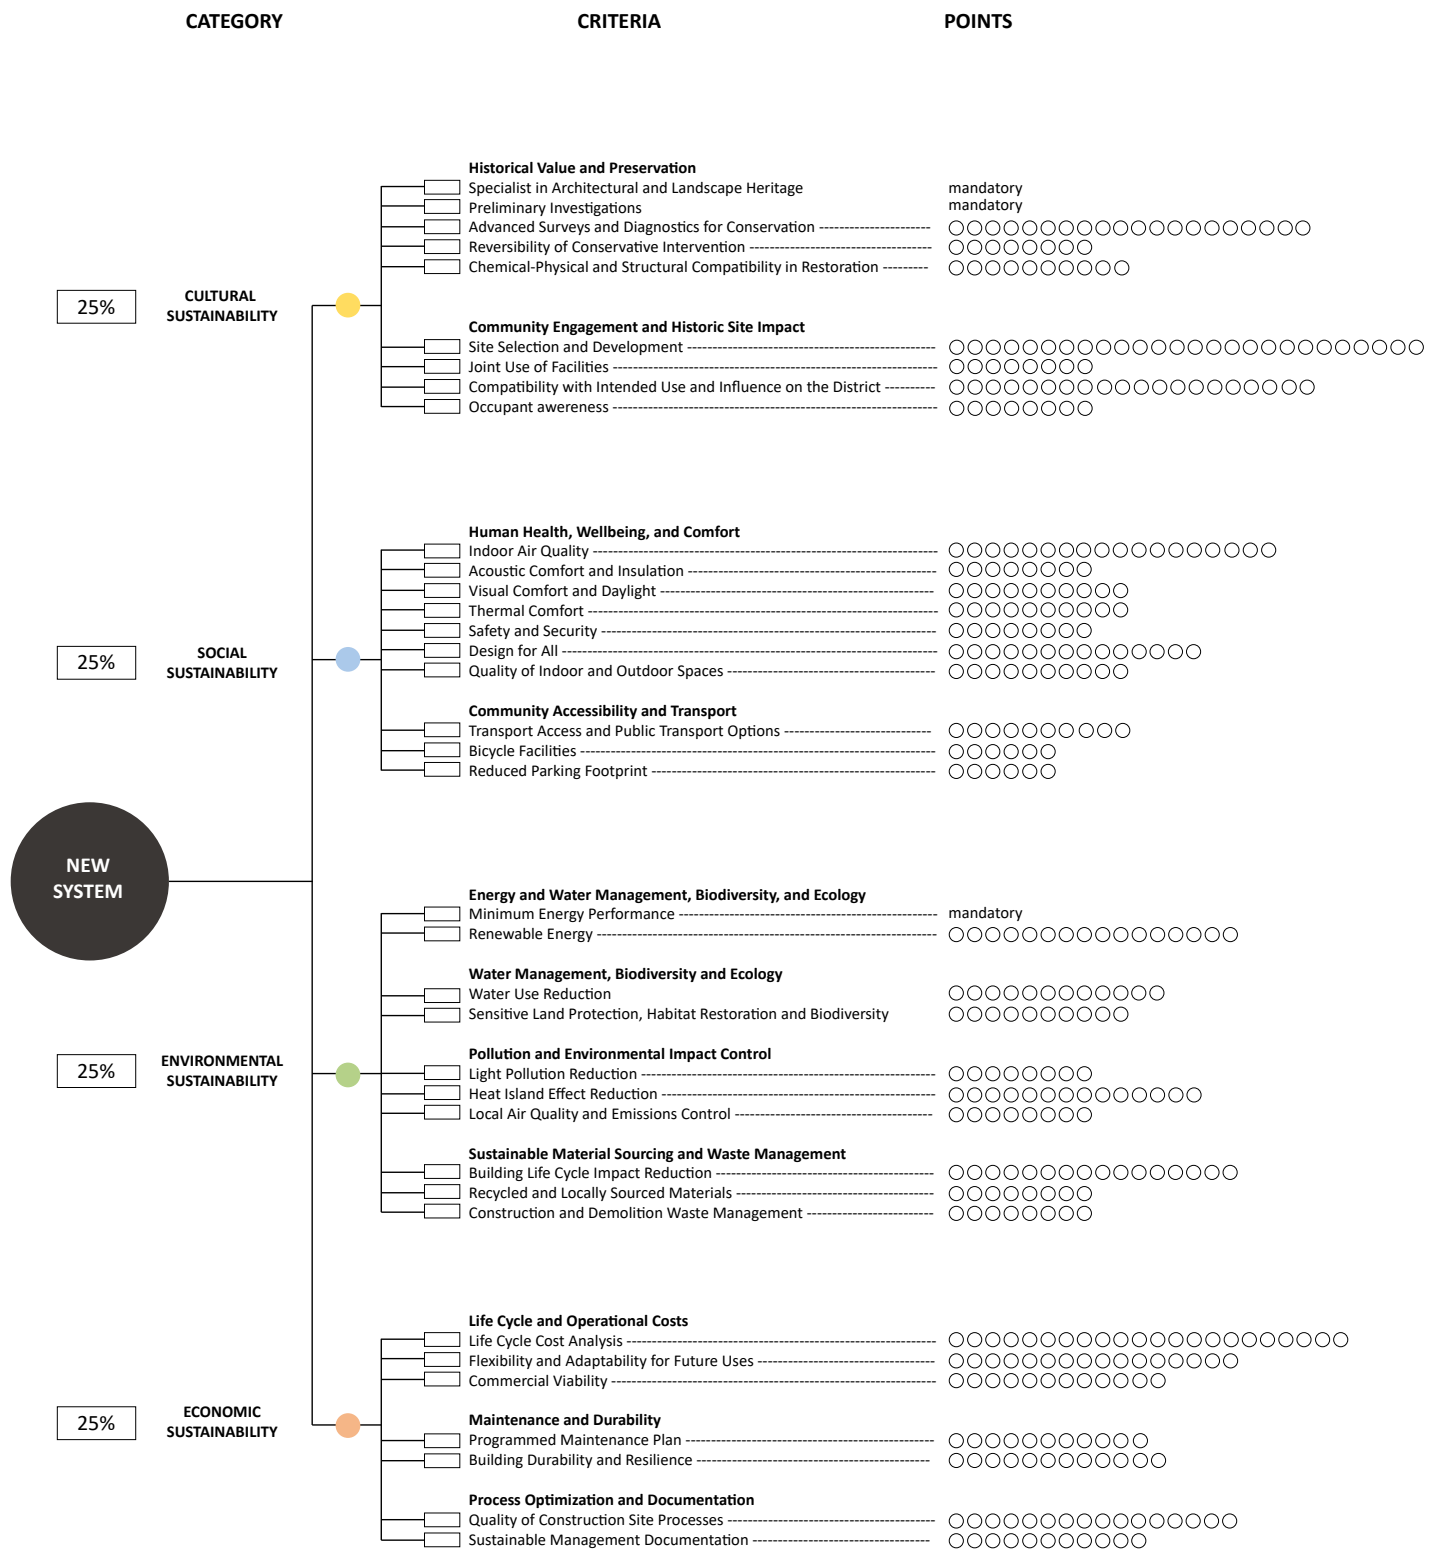 CATEGORY CRITERIA POINTS
Historical Value and Preservation
Specialist in Architectural and Landscape Heritage mandatory
Preliminary Investigations mandatory
Advanced Surveys and Diagnostics for Conservation
Reversibility of Conservative Intervention
Chemical-Physical and Structural Compatibility in Restoration
25%
CULTURAL
SUSTAINABILITY
Community Engagement and Historic Site Impact
Site Selection and Development
Joint Use of Facilities
Compatibility with Intended Use and Influence on the District
Occupant awereness
Human Health, Wellbeing, and Comfort
Indoor Air Quality
Acoustic Comfort and Insulation
Visual Comfort and Daylight
Thermal Comfort
Safety and Security
Design for All
Quality of Indoor and Outdoor Spaces
25%
SOCIAL
SUSTAINABILITY
Community Accessibility and Transport
Transport Access and Public Transport Options
Bicycle Facilities
Reduced Parking Footprint
NEW
SYSTEM
Energy and Water Management, Biodiversity, and Ecology
Minimum Energy Performance mandatory
Renewable Energy
Water Management, Biodiversity and Ecology
Water Use Reduction
Sensitive Land Protection, Habitat Restoration and Biodiversity
25%
ENVIRONMENTAL
SUSTAINABILITY
Pollution and Environmental Impact Control
Light Pollution Reduction
Heat Island Effect Reduction
Local Air Quality and Emissions Control
Sustainable Material Sourcing and Waste Management
Building Life Cycle Impact Reduction
Recycled and Locally Sourced Materials
Construction and Demolition Waste Management
Life Cycle and Operational Costs
Life Cycle Cost Analysis
Flexibility and Adaptability for Future Uses
Commercial Viability
25%
ECONOMIC
SUSTAINABILITY
Maintenance and Durability
Programmed Maintenance Plan
Building Durability and Resilience
Process Optimization and Documentation
Quality of Construction Site Processes
Sustainable Management Documentation